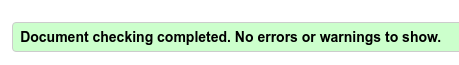 Document checking completed. No errors or warnings to show.